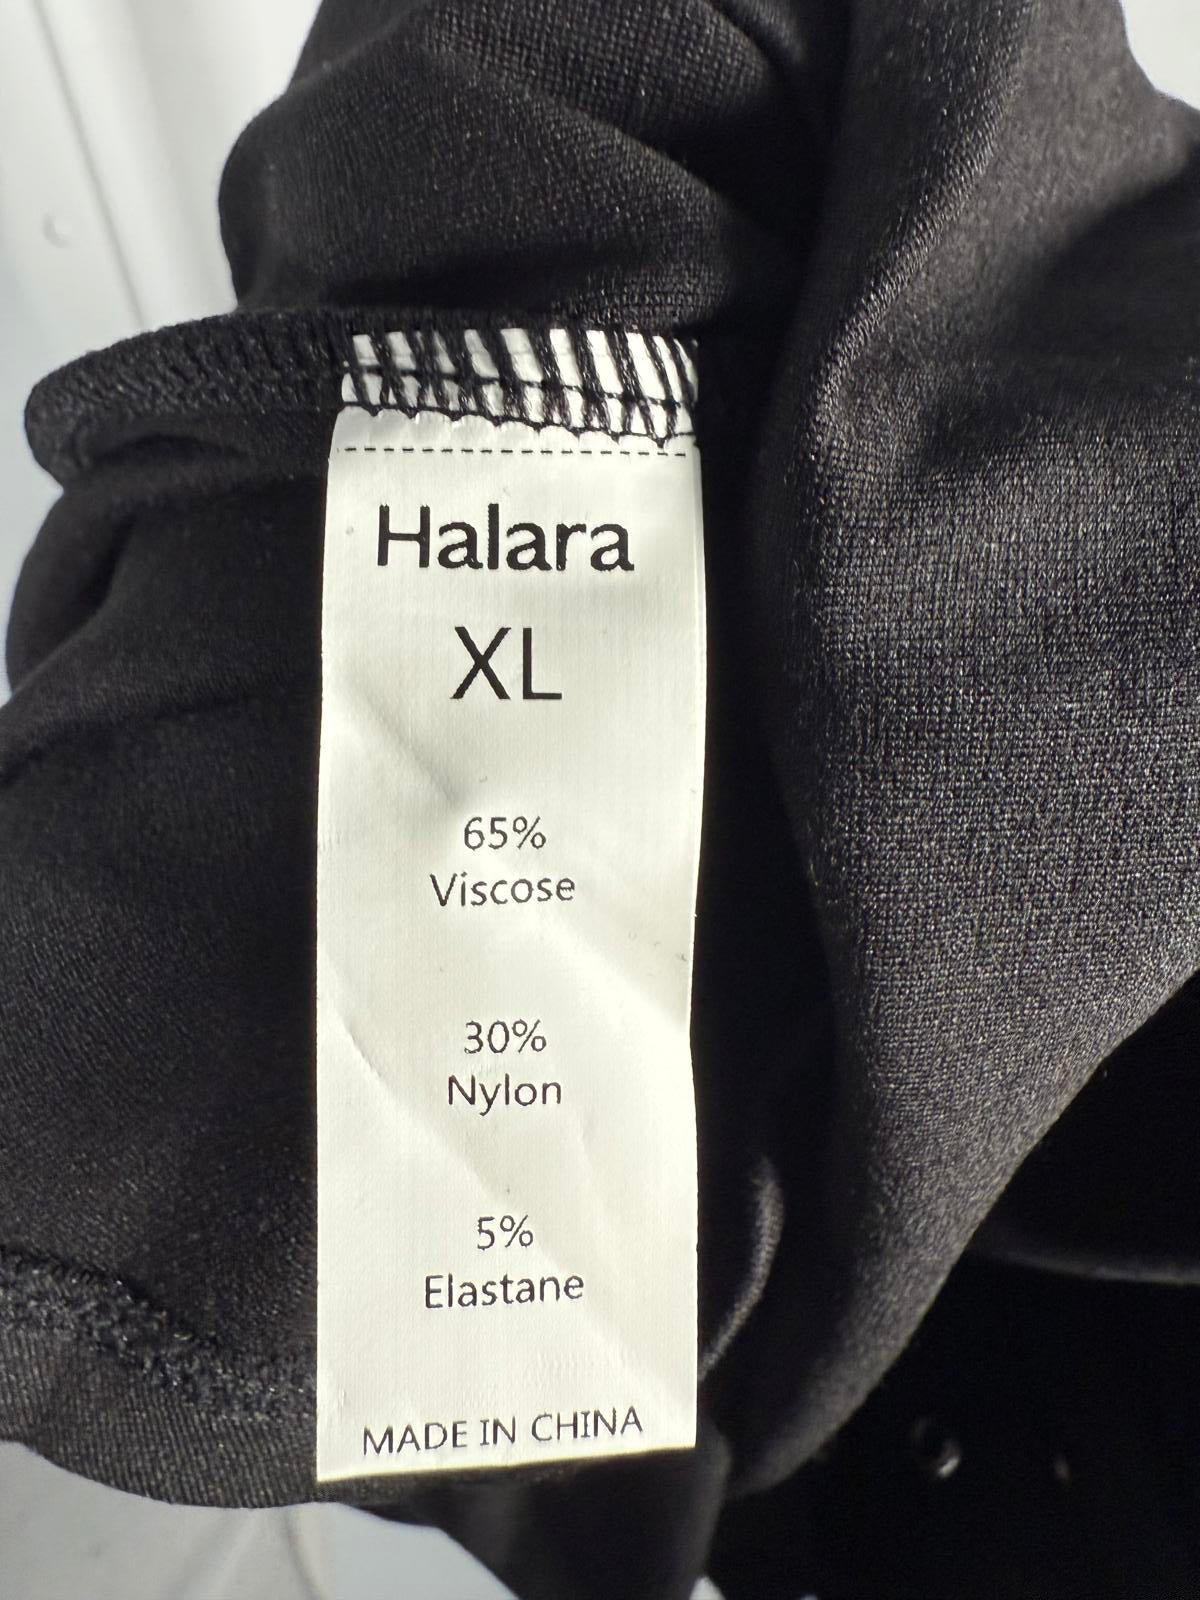 Halara
XL
65%
Viscose
30%
Nylon
5%
Elastane
MADE IN CHINA